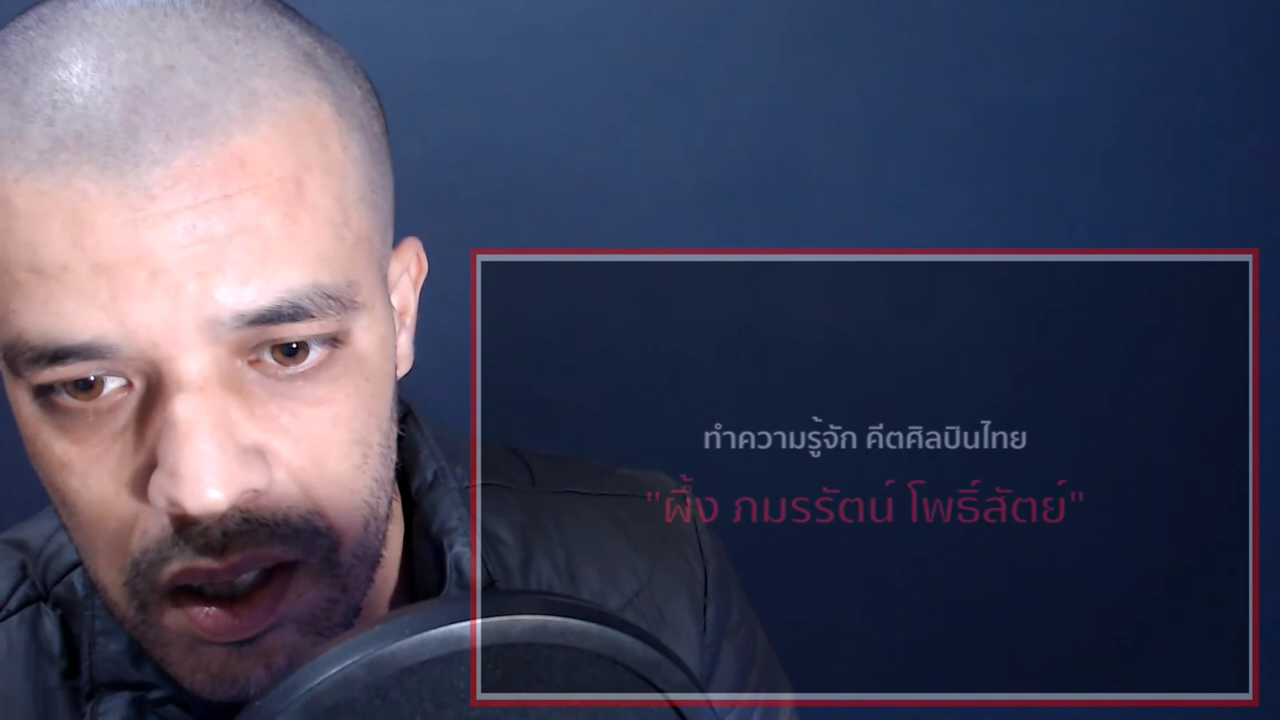 ทำความรู้จัก คีตศิลปินไทย
"ผึ้ง ภมรรัตน์ โพธิ์สัตย์"